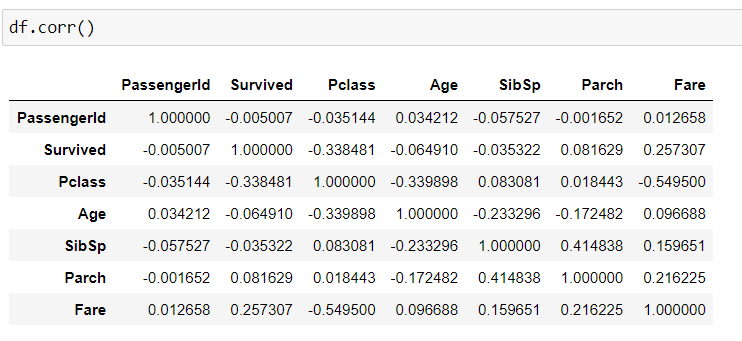 df.corr()
PassengerId Survived Pclass Age SibSp Parch Fare
PassengerId 1.000000 -0.005007 -0.035144 0.034212 -0.057527 -0.001652 0.012658
Survived -0.005007 1.000000 -0.338481 -0.064910 -0.035322 0.081629 0.257307
Pclass -0.035144 -0.338481 1.000000 -0.339898 0.083081 0.018443 -0.549500
Age 0.034212 -0.064910 -0.339898 1.000000 -0.233296 -0.172482 0.096688
SibSp -0.057527 -0.035322 0.083081 -0.233296 1.000000 0.414838 0.159651
Parch -0.001652 0.081629 0.018443 -0.172482 0.414838 1.000000 0.216225
Fare 0.012658 0.257307 -0.549500 0.096688 0.159651 0.216225 1.000000